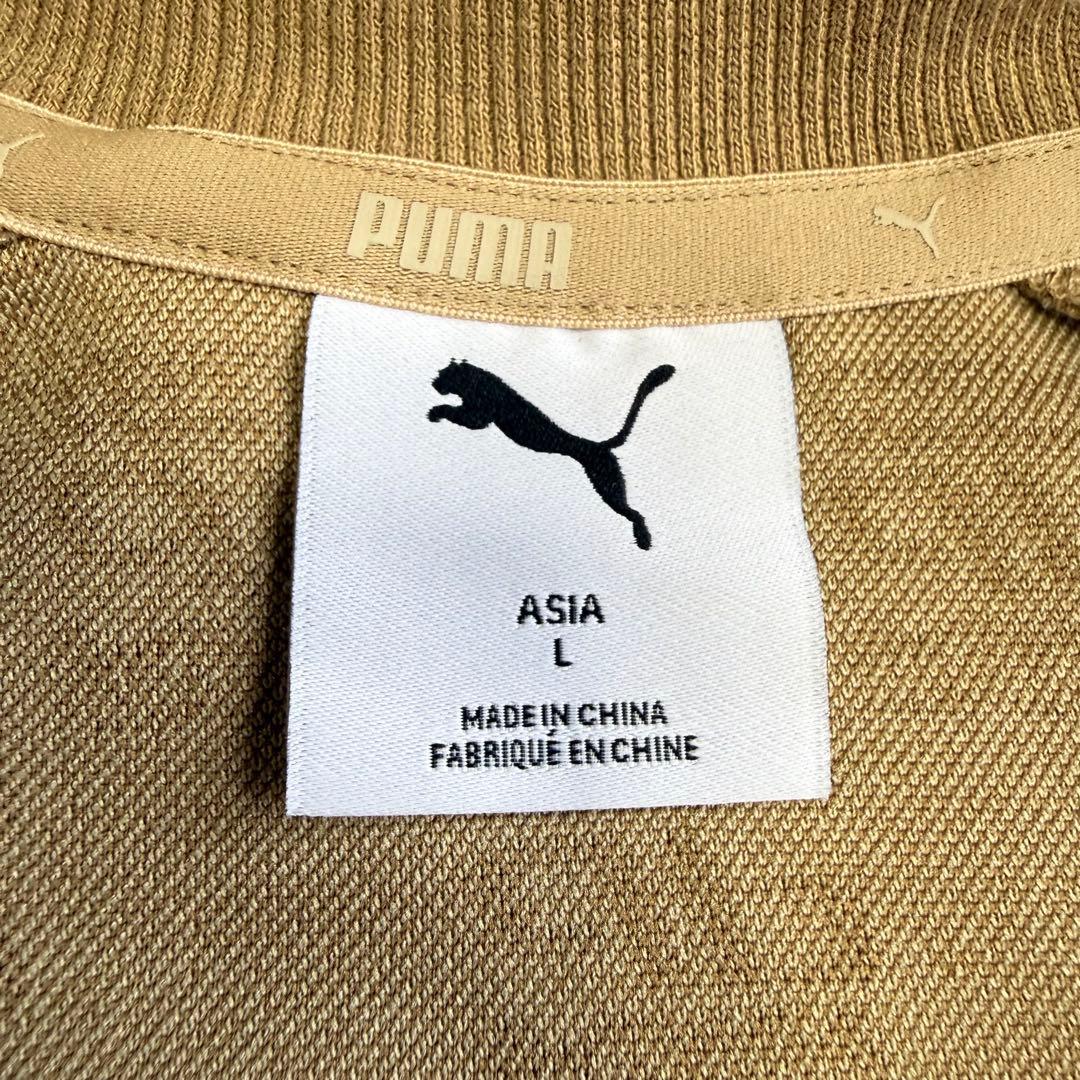 PUMA
ASIA
L
MADE IN CHINA
FABRIQUÉ EN CHINE